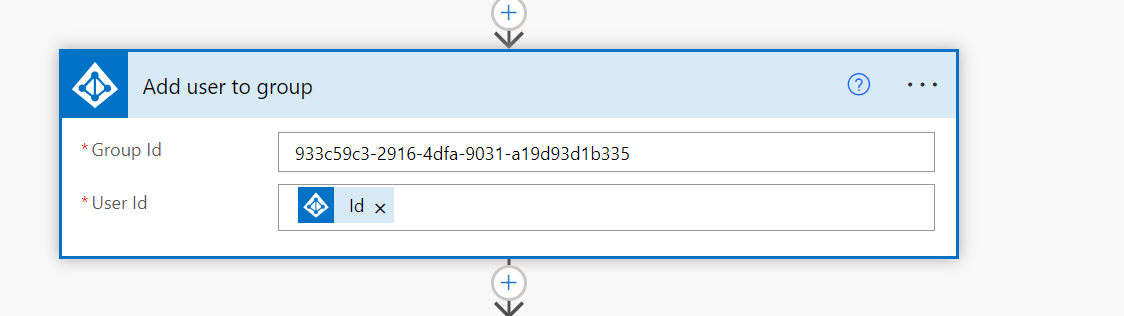 Add user to group
? ...
*Group Id
933c59c3-2916-4dfa-9031-a19d93d1b335
*User Id
Id ×